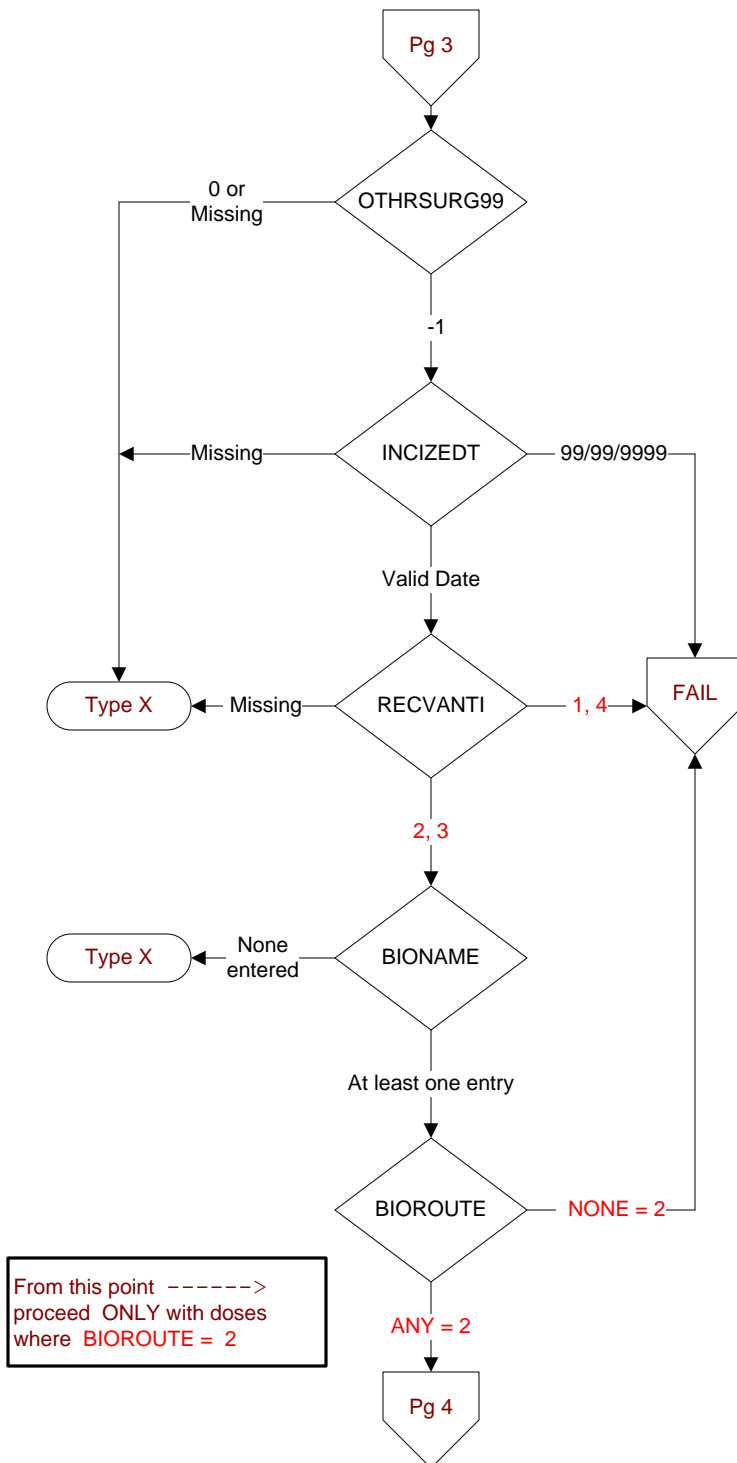 Pg 3
OTHRSURG99
0 or
Missing
-1
INCIZEDT
Missing
99/99/9999
Valid Date
RECVANTI
Type X
Missing
1, 4
FAIL
2, 3
BIONAME
Type X
None
entered
At least one entry
BIOROUTE
NONE = 2
From this point ------>
proceed ONLY with doses
where BIOROUTE = 2
ANY = 2
Pg 4